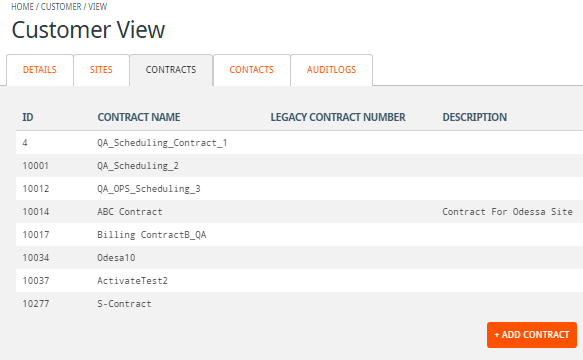 HOME / CUSTOMER / VIEW
Customer View
DETAILS SITES CONTRACTS CONTACTS AUDITLOGS
ID CONTRACT NAME LEGACY CONTRACT NUMBER DESCRIPTION
4 QA_Scheduling_Contract_1
10001 QA_Scheduling_2
10012 QA_OPS_Scheduling_3
10014 ABC Contract Contract For Odessa Site
10017 Billing ContractB_QA
10034 Odesa10
10037 ActivateTest2
10277 S-Contract
+ ADD CONTRACT